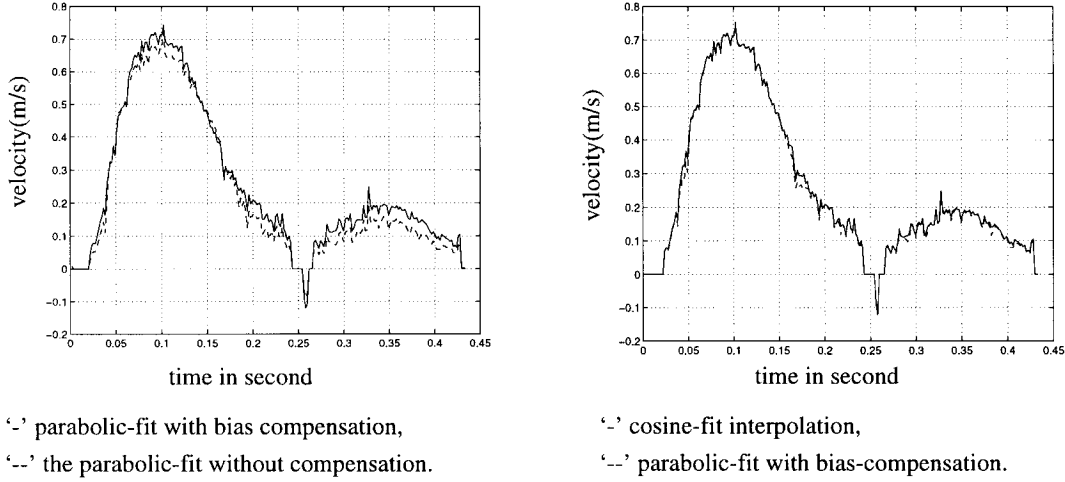 0.8
0.7
0.6
0.5
0.4
0.3
0.2
0.1
0
−0.1
−0.2
velocity(m/s)
0 0.05 0.1 0.15 0.2 0.25 0.3 0.35 0.4 0.45
time in second
‘-’ parabolic-fit with bias compensation,
‘--’ the parabolic-fit without compensation.
0.8
0.7
0.6
0.5
0.4
0.3
0.2
0.1
0
−0.1
−0.2
velocity(m/s)
0 0.05 0.1 0.15 0.2 0.25 0.3 0.35 0.4 0.45
time in second
‘-’ cosine-fit interpolation,
‘--’ parabolic-fit with bias-compensation.